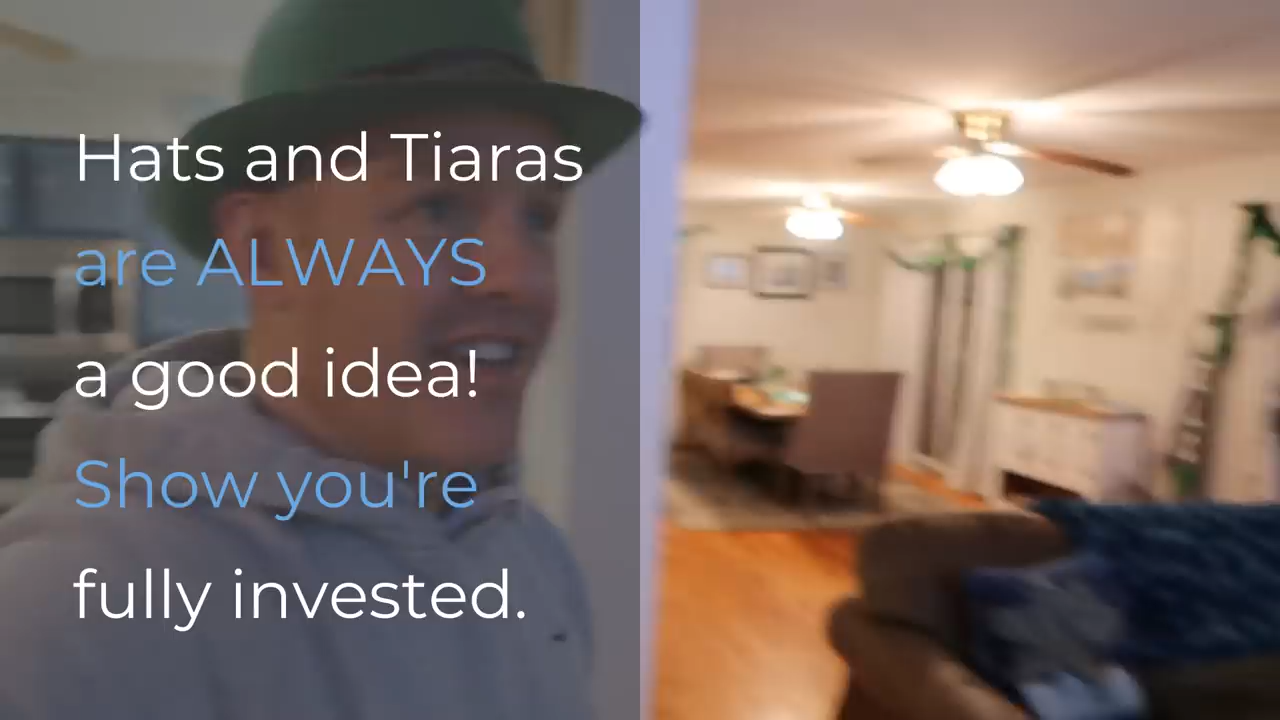 Hats and Tiaras
are ALWAYS
a good idea!
Show you're
fully invested.